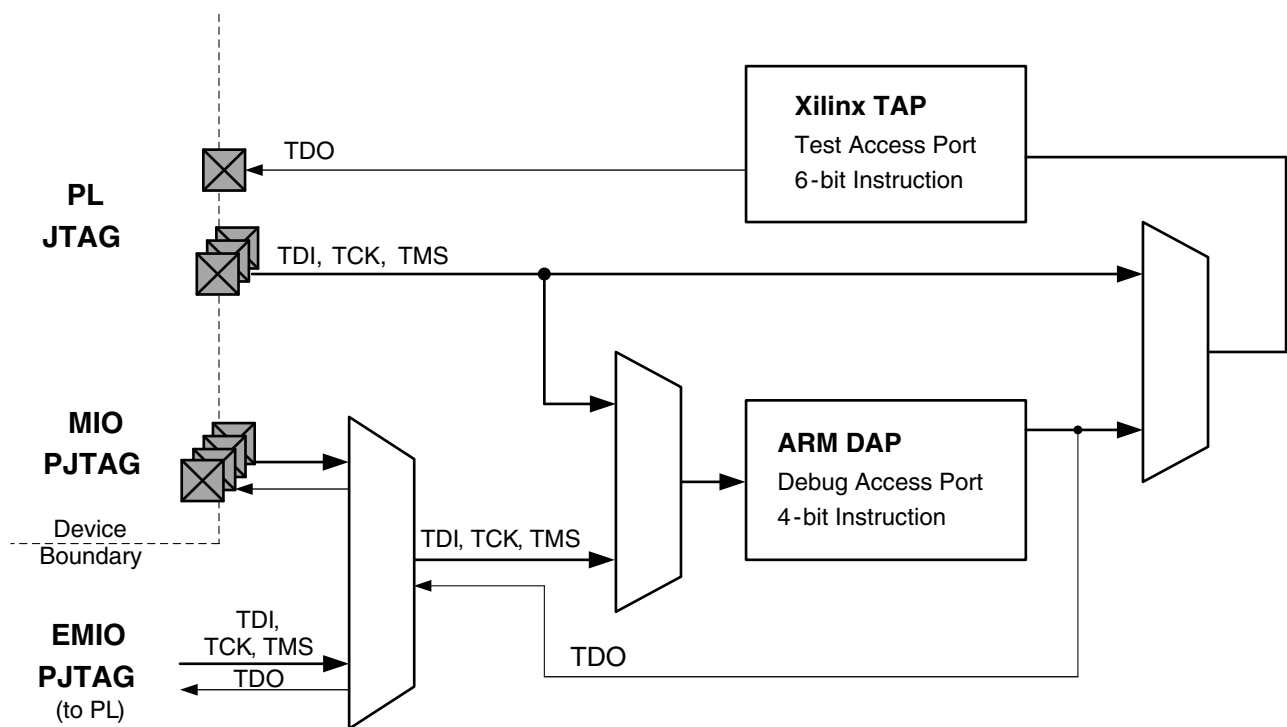 Xilinx TAP
Test Access Port
6-bit Instruction
TDO
PL
JTAG
TDI, TCK, TMS
MIO
PJTAG
ARM DAP
Debug Access Port
4-bit Instruction
Device
Boundary
TDI, TCK, TMS
EMIO
PJTAG
(to PL)
TDI,
TCK, TMS
TDO
TDO